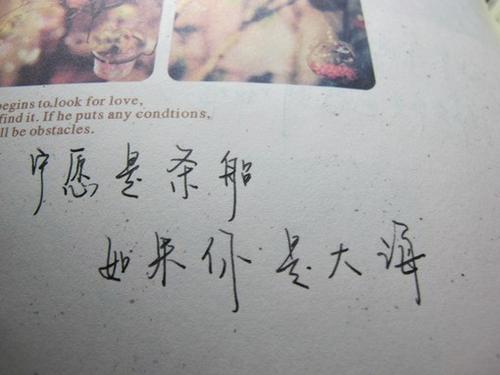 begins to look for love,
find it. If he puts any condtions,
ll be obstacles.
宁愿是条船
如果你是大海